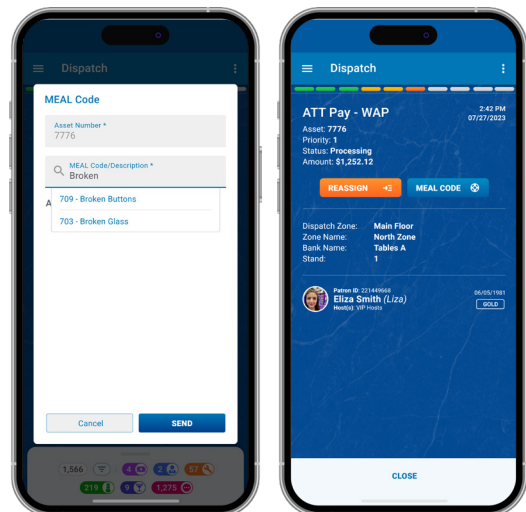 Dispatch
MEAL Code
Asset Number *
7776
MEAL Code/Description *
Broken
A
709 - Broken Buttons
703 - Broken Glass
Cancel
SEND
1,566
4
2
57
219
9
1,275
Dispatch
ATT Pay - WAP
2:42 PM
07/27/2023
Asset: 7776
Priority: 1
Status: Processing
Amount: $1,252.12
REASSIGN
MEAL CODE
Dispatch Zone: Main Floor
Zone Name: North Zone
Bank Name: Tables A
Stand: 1
Patron ID: 221449668
Eliza Smith (Liza)
Host(s): VIP Hosts
06/05/1981
GOLD
CLOSE